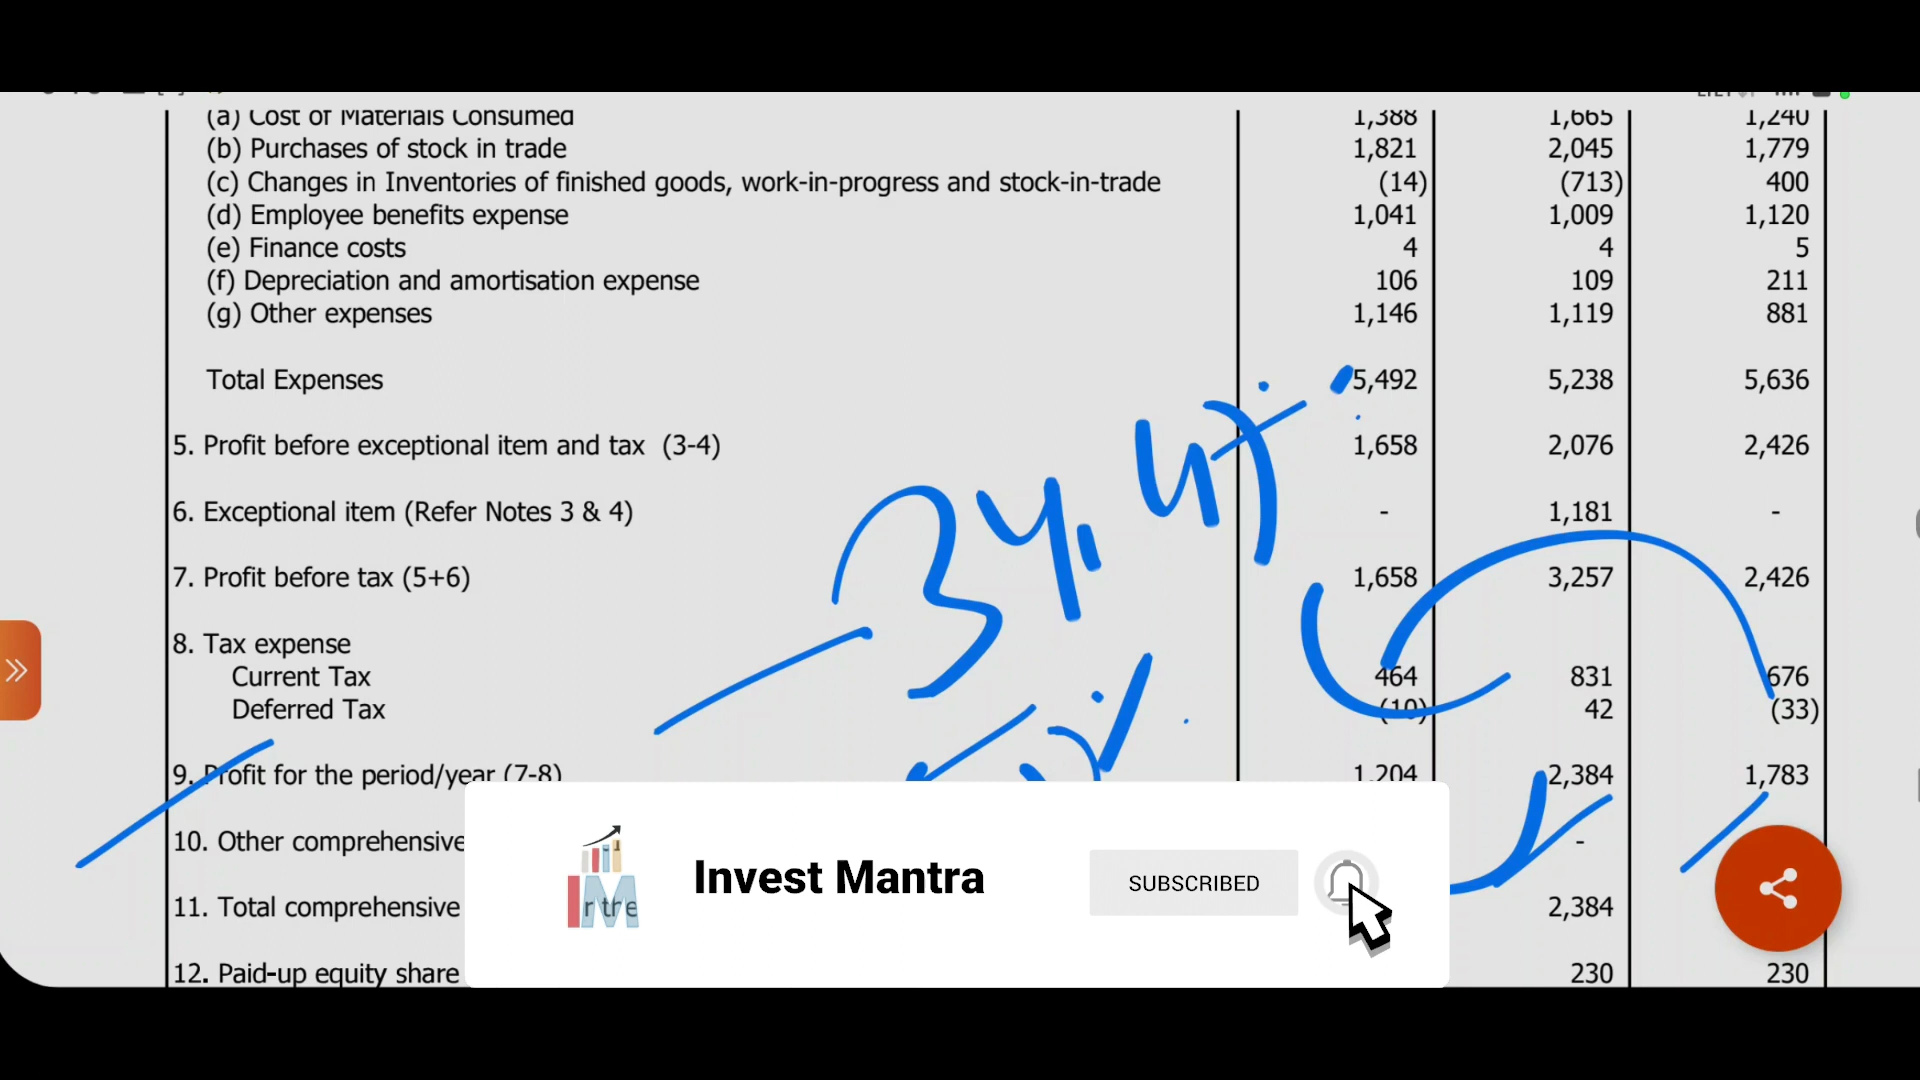 (a) Cost of Materials Consumed 1,388 1,665 1,240
(b) Purchases of stock in trade 1,821 2,045 1,779
(c) Changes in Inventories of finished goods, work-in-progress and stock-in-trade (14) (713) 400
(d) Employee benefits expense 1,041 1,009 1,120
(e) Finance costs 4 4 5
(f) Depreciation and amortisation expense 106 109 211
(g) Other expenses 1,146 1,119 881
Total Expenses 5,492 5,238 5,636
5. Profit before exceptional item and tax (3-4) 1,658 2,076 2,426
6. Exceptional item (Refer Notes 3 & 4) - 1,181 -
7. Profit before tax (5+6) 1,658 3,257 2,426
8. Tax expense
Current Tax 464 831 676
Deferred Tax (10) 42 (33)
9. Profit for the period/year (7-8) 1,204 2,384 1,783
10. Other comprehensive -
11. Total comprehensive 2,384
12. Paid-up equity share 230 230
IM
Invest Mantra
SUBSCRIBED